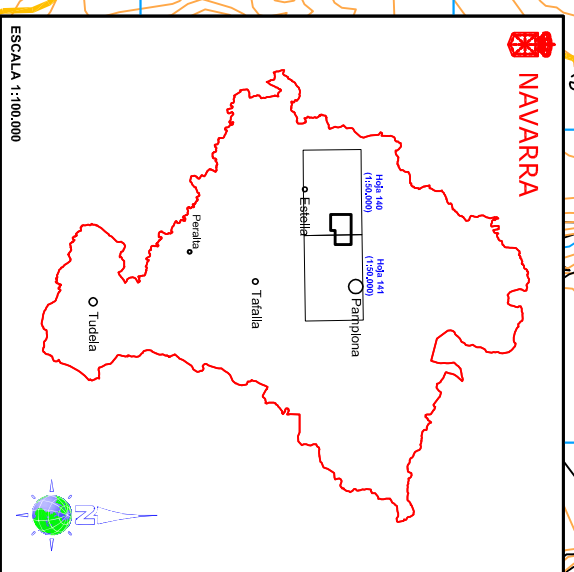 NAVARRA
Hoja 140
(1:50,000)
Hoja 141
(1:50,000)
Estella
Pamplona
Peralta
Tafalla
Tudela
N
ESCALA 1:100.000